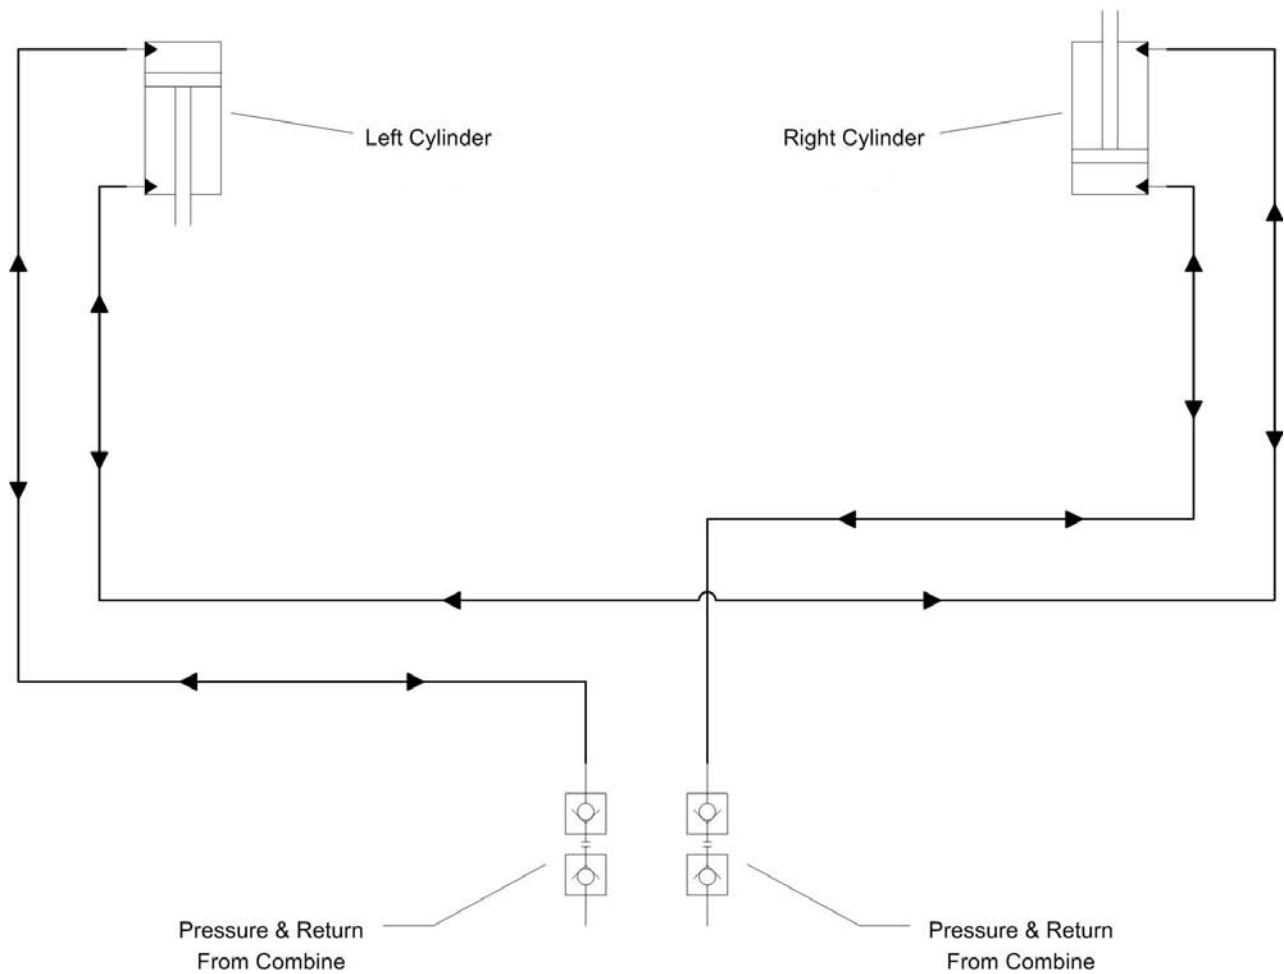 Left Cylinder
Right Cylinder
Pressure & Return
From Combine
Pressure & Return
From Combine